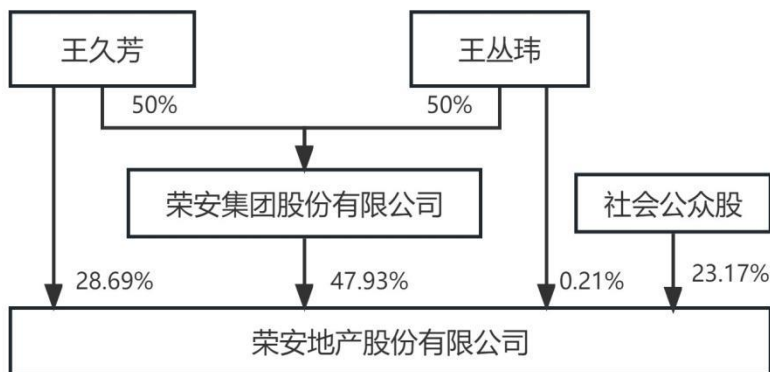 王久芳
王丛玮
50%
50%
荣安集团股份有限公司
社会公众股
28.69%
47.93%
0.21%
23.17%
荣安地产股份有限公司